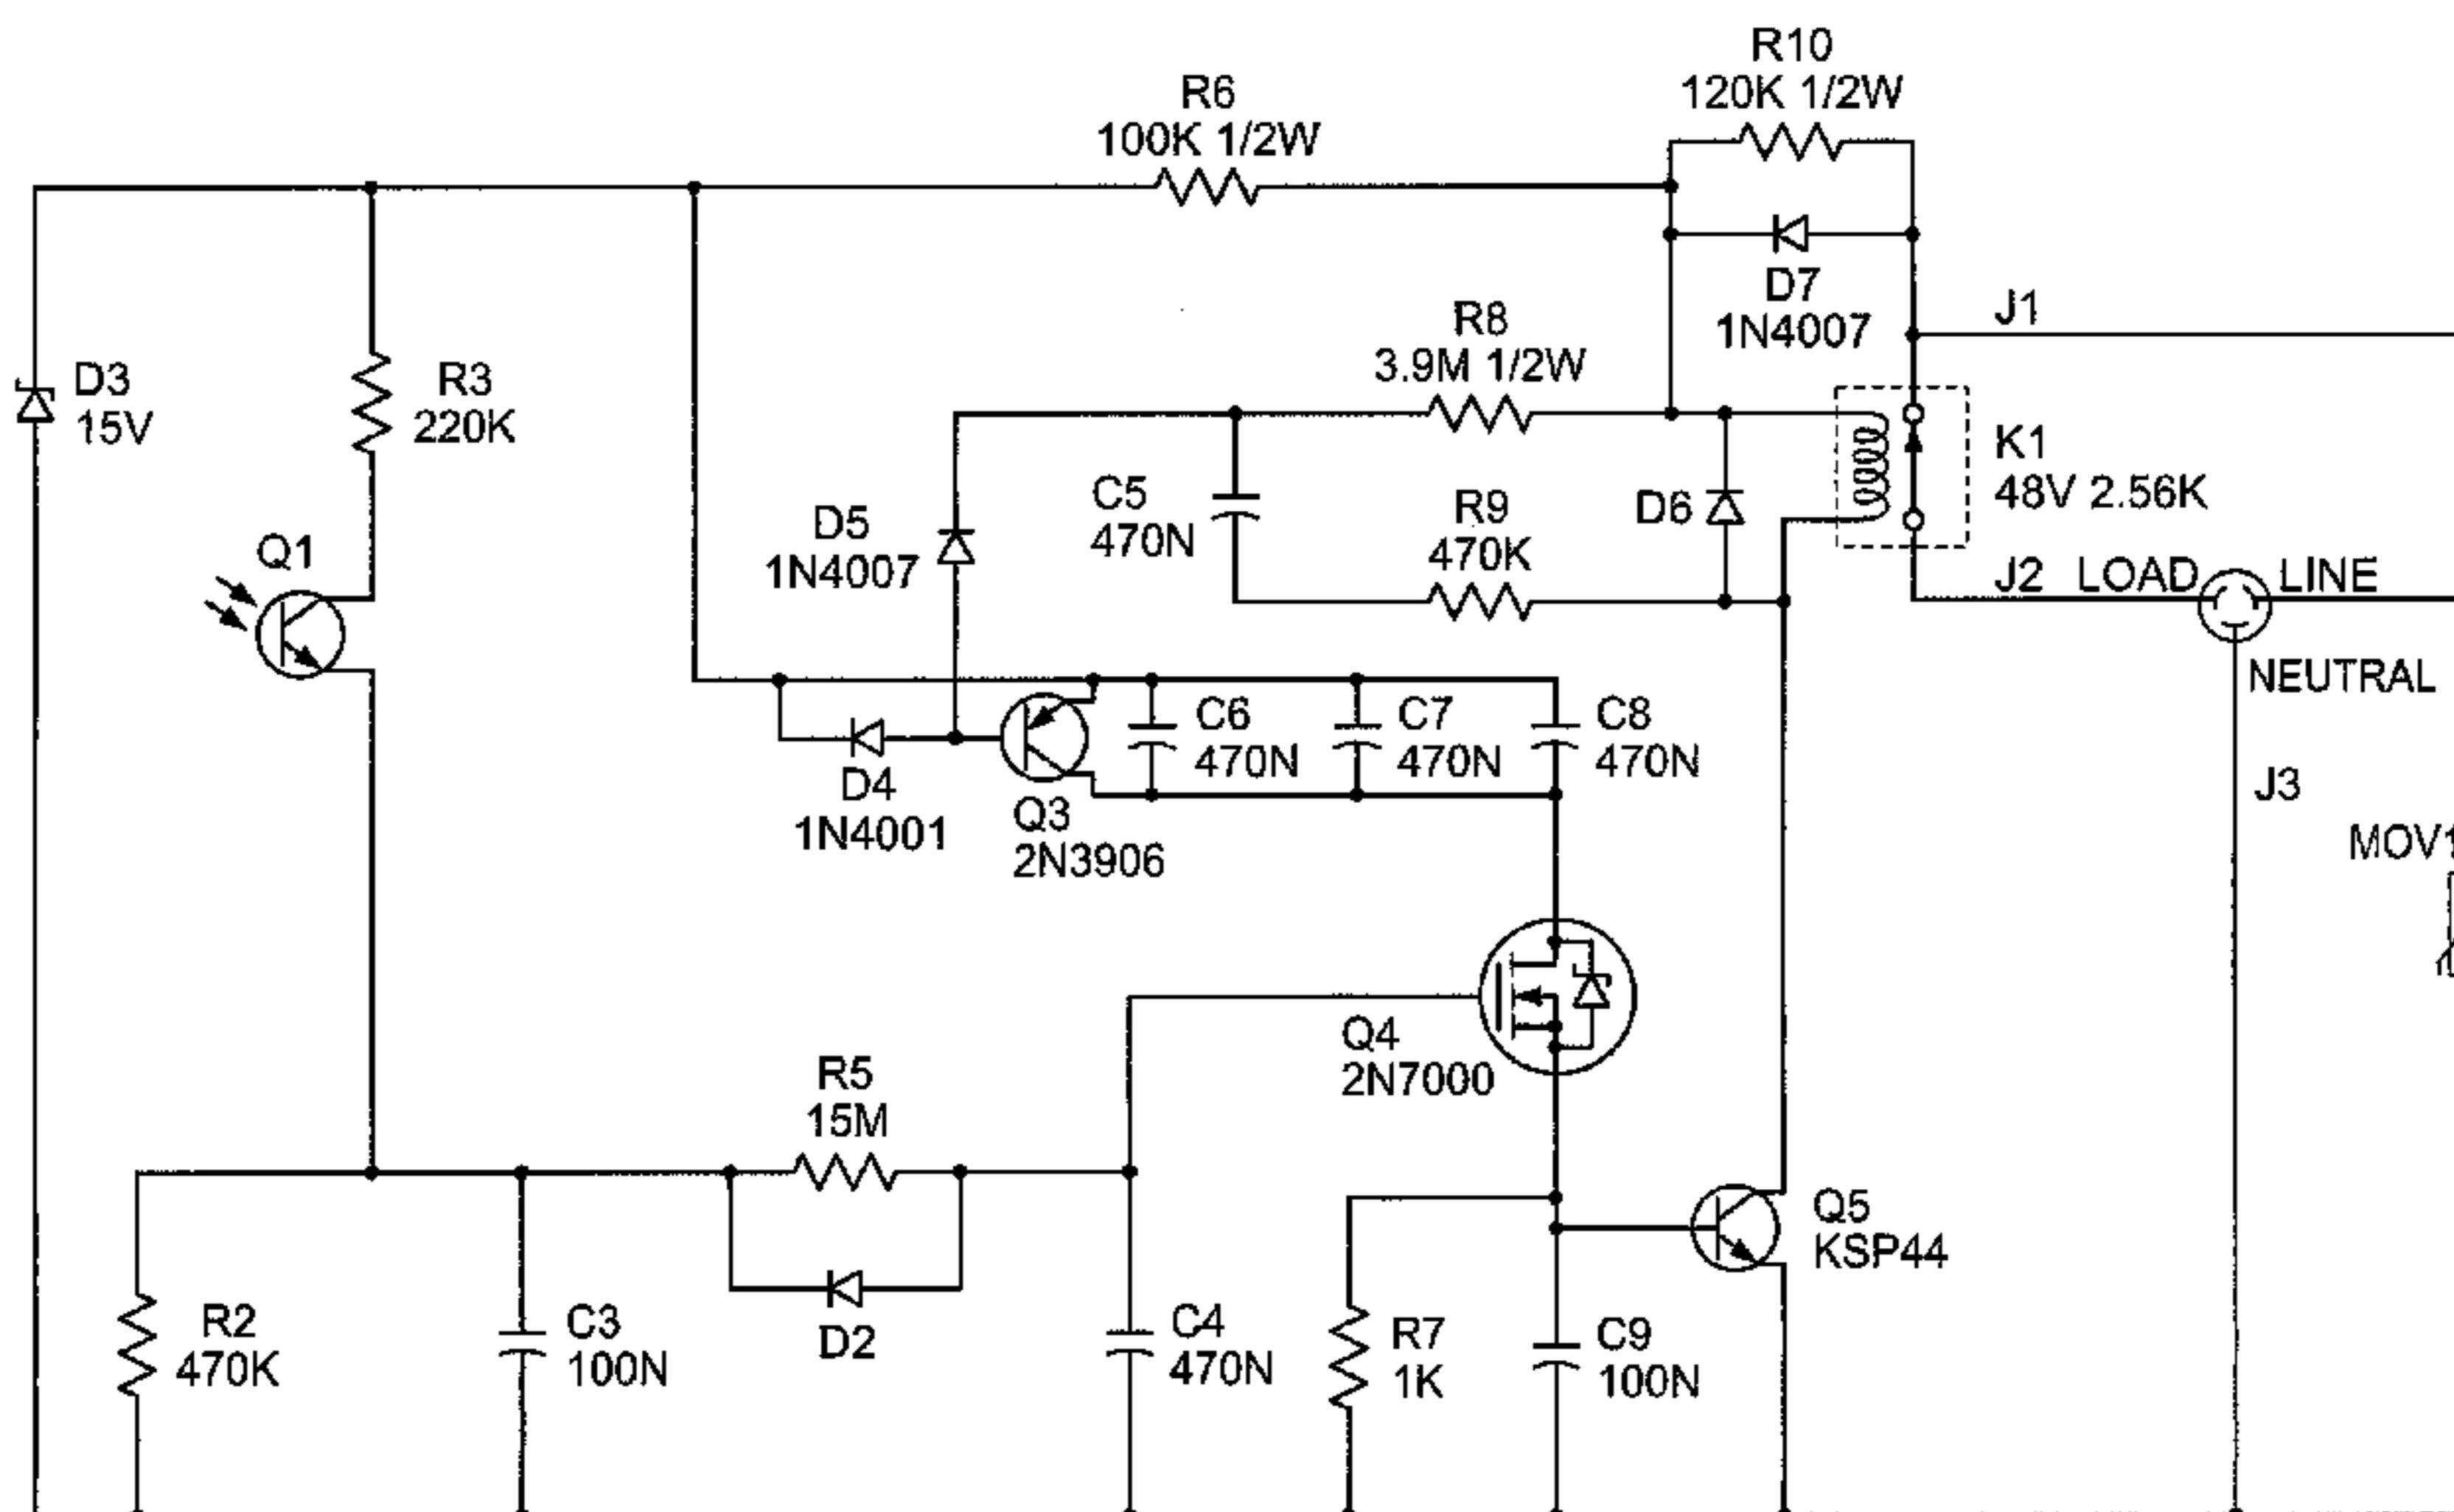 R10
120K 1/2W
R6
100K 1/2W
D7
1N4007
J1
R8
3.9M 1/2W
D3
15V
R3
220K
K1
48V 2.56K
C5
470N
R9
470K
D6
D5
1N4007
Q1
J2 LOAD LINE
NEUTRAL
C6
470N
C7
470N
C8
470N
D4
1N4001
Q3
2N3906
J3
MOV1
Q4
2N7000
R5
15M
Q5
KSP44
R2
470K
C3
100N
D2
C4
470N
R7
1K
C9
100N